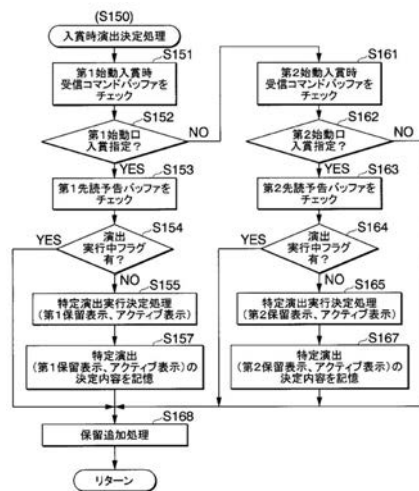 (S150)
入賞時演出決定処理
S151
第1始動入賞時
受信コマンドバッファを
チェック
S152
第1始動口
入賞指定?
NO
YES
S153
第1先読予告バッファを
チェック
S154
YES
演出
実行中フラグ
有?
NO
S155
特定演出実行決定処理
(第1保留表示、アクティブ表示)
S157
特定演出
(第1保留表示、アクティブ表示)の
決定内容を記憶
S161
第2始動入賞時
受信コマンドバッファを
チェック
S162
第2始動口
入賞指定?
NO
YES
S163
第2先読予告バッファを
チェック
S164
YES
演出
実行中フラグ
有?
NO
S165
特定演出実行決定処理
(第2保留表示、アクティブ表示)
S167
特定演出
(第2保留表示、アクティブ表示)の
決定内容を記憶
S168
保留追加処理
リターン